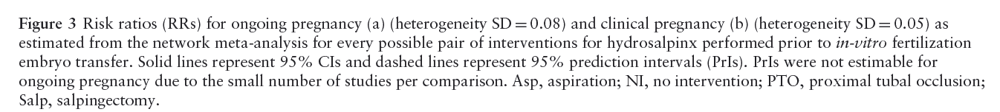 Figure 3 Risk ratios (RRs) for ongoing pregnancy (a) (heterogeneity SD = 0.08) and clinical pregnancy (b) (heterogeneity SD = 0.05) as
estimated from the network meta-analysis for every possible pair of interventions for hydrosalpinx performed prior to in-vitro fertilization
embryo transfer. Solid lines represent 95% CIs and dashed lines represent 95% prediction intervals (PrIs). PrIs were not estimable for
ongoing pregnancy due to the small number of studies per comparison. Asp, aspiration; NI, no intervention; PTO, proximal tubal occlusion;
Salp, salpingectomy.